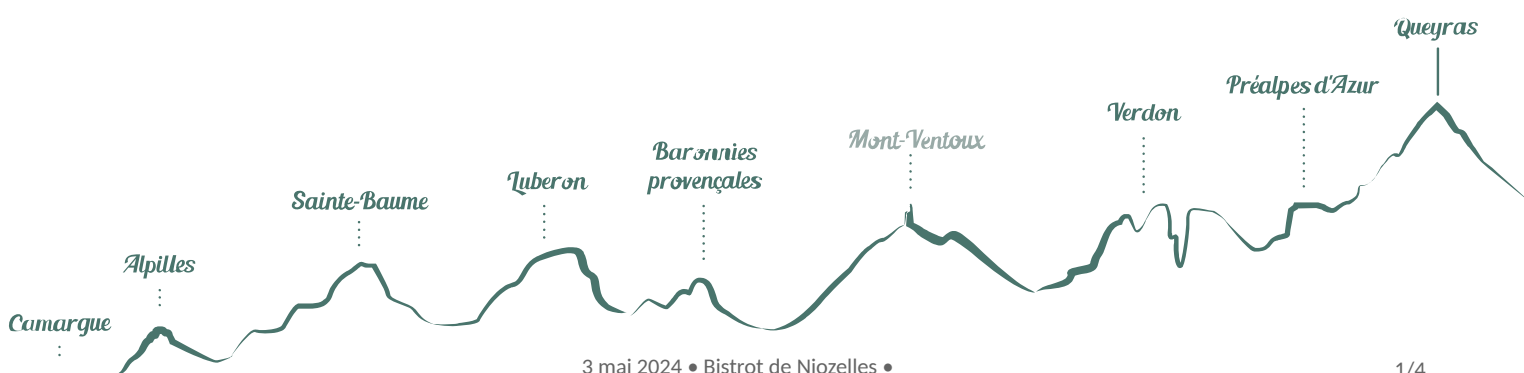 Queyras
Préalpes d'Azur
Verdon
Mont-Ventoux
Baronnies
provençales
Luberon
Sainte-Baume
Alpilles
Camargue
3 mai 2024 • Bistrot de Niozelles •
1/4